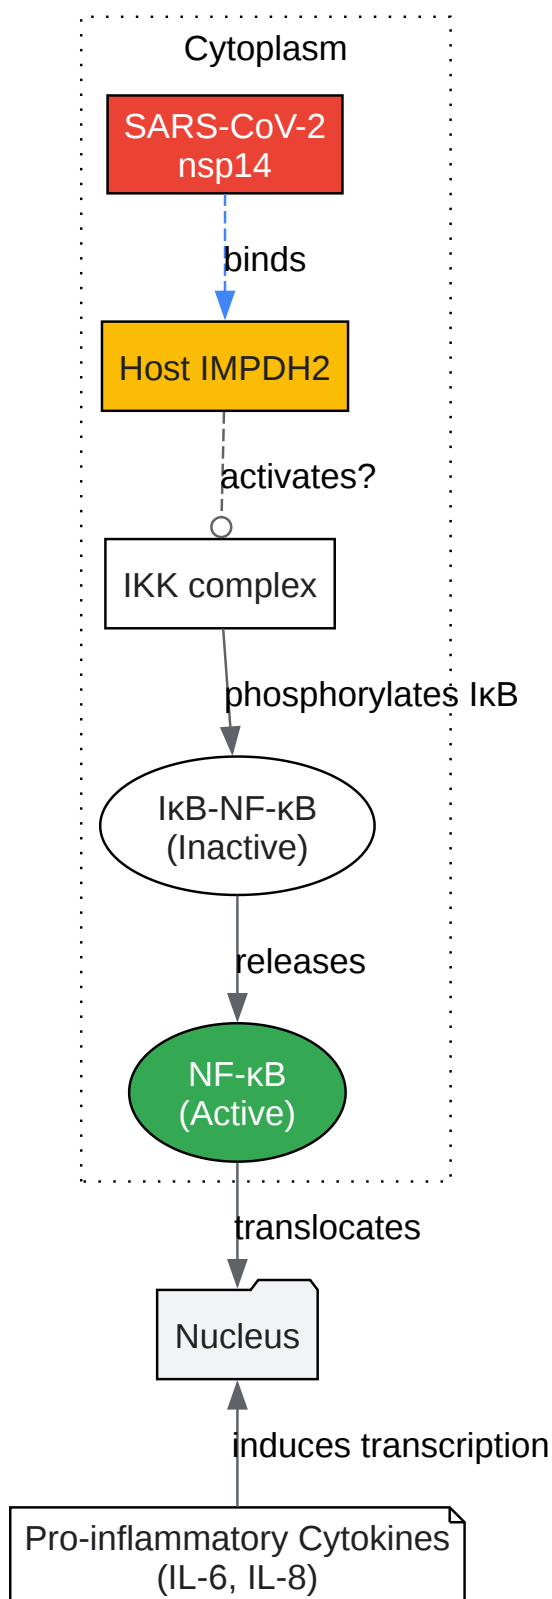 Cytoplasm
SARS-CoV-2
nsp14
binds
Host IMPDH2
activates?
IKK complex
phosphorylates IκB
IκB-NF-κB
(Inactive)
releases
NF-κB
(Active)
translocates
Nucleus
induces transcription
Pro-inflammatory Cytokines
(IL-6, IL-8)